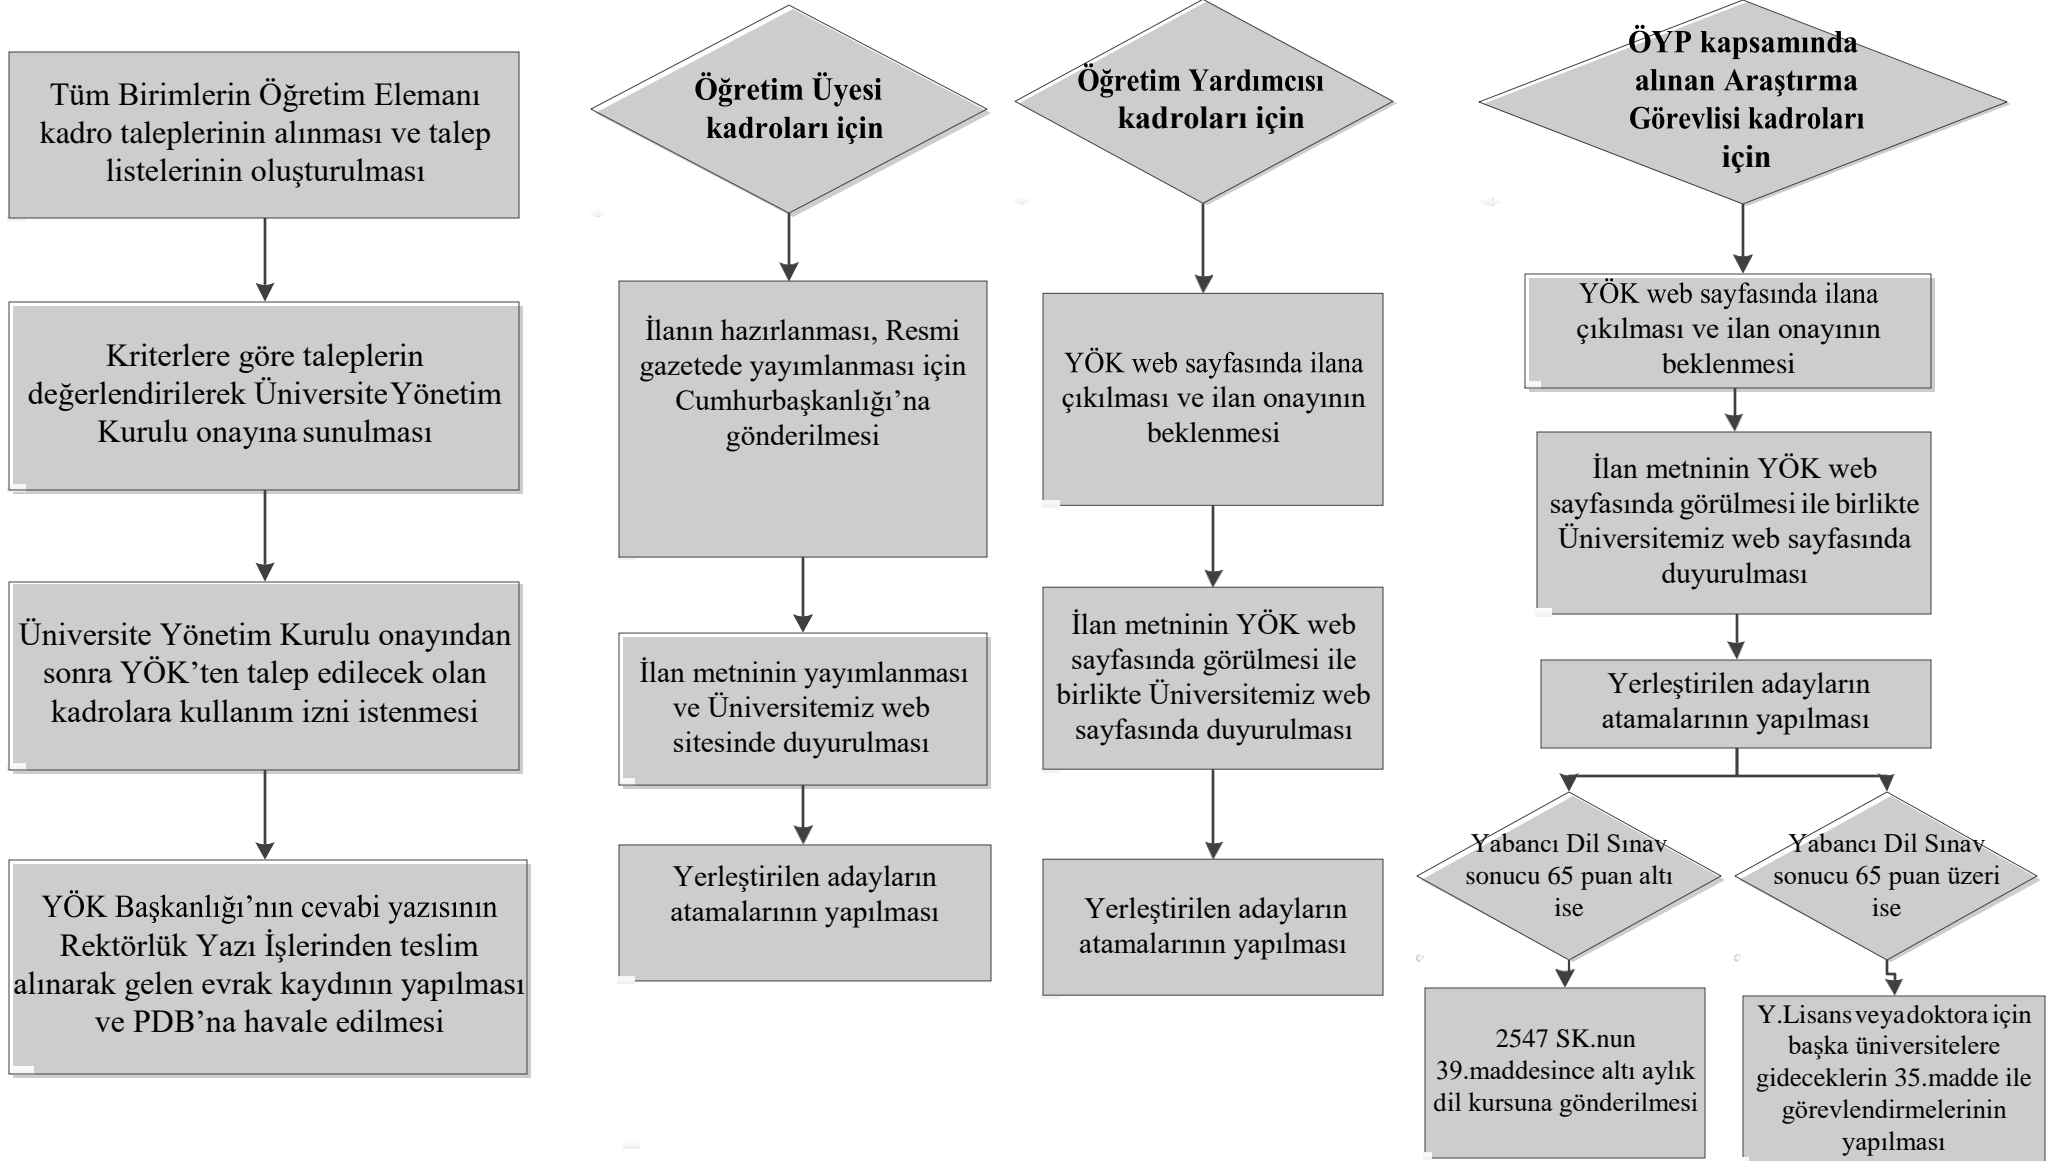 Tüm Birimlerin Öğretim Elemanı
kadro taleplerinin alınması ve talep
listelerinin oluşturulması
Kriterlere göre taleplerin
değerlendirilerek Üniversite Yönetim
Kurulu onayına sunulması
Üniversite Yönetim Kurulu onayından
sonra YÖK’ten talep edilecek olan
kadrolara kullanım izni istenmesi
YÖK Başkanlığı’nın cevabi yazısının
Rektörlük Yazı İşlerinden teslim
alınarak gelen evrak kaydının yapılması
ve PDB’na havale edilmesi
Öğretim Üyesi
kadroları için
İlanın hazırlanması, Resmi
gazetede yayımlanması için
Cumhurbaşkanlığı’na
gönderilmesi
İlan metninin yayımlanması
ve Üniversitemiz web
sitesinde duyurulması
Yerleştirilen adayların
atamalarının yapılması
Öğretim Yardımcısı
kadroları için
YÖK web sayfasında ilana
çıkılması ve ilan onayının
beklenmesi
İlan metninin YÖK web
sayfasında görülmesi ile
birlikte Üniversitemiz web
sayfasında duyurulması
Yerleştirilen adayların
atamalarının yapılması
ÖYP kapsamında
alınan Araştırma
Görevlisi kadroları
için
YÖK web sayfasında ilana
çıkılması ve ilan onayının
beklenmesi
İlan metninin YÖK web
sayfasında görülmesi ile birlikte
Üniversitemiz web sayfasında
duyurulması
Yerleştirilen adayların
atamalarının yapılması
Yabancı Dil Sınav
sonucu 65 puan altı
ise
2547 SK.nun
39.maddesince altı aylık
dil kursuna gönderilmesi
Yabancı Dil Sınav
sonucu 65 puan üzeri
ise
Y.Lisans veya doktora için
başka üniversitelere
gideceklerin 35.madde ile
görevlendirmelerinin
yapılması